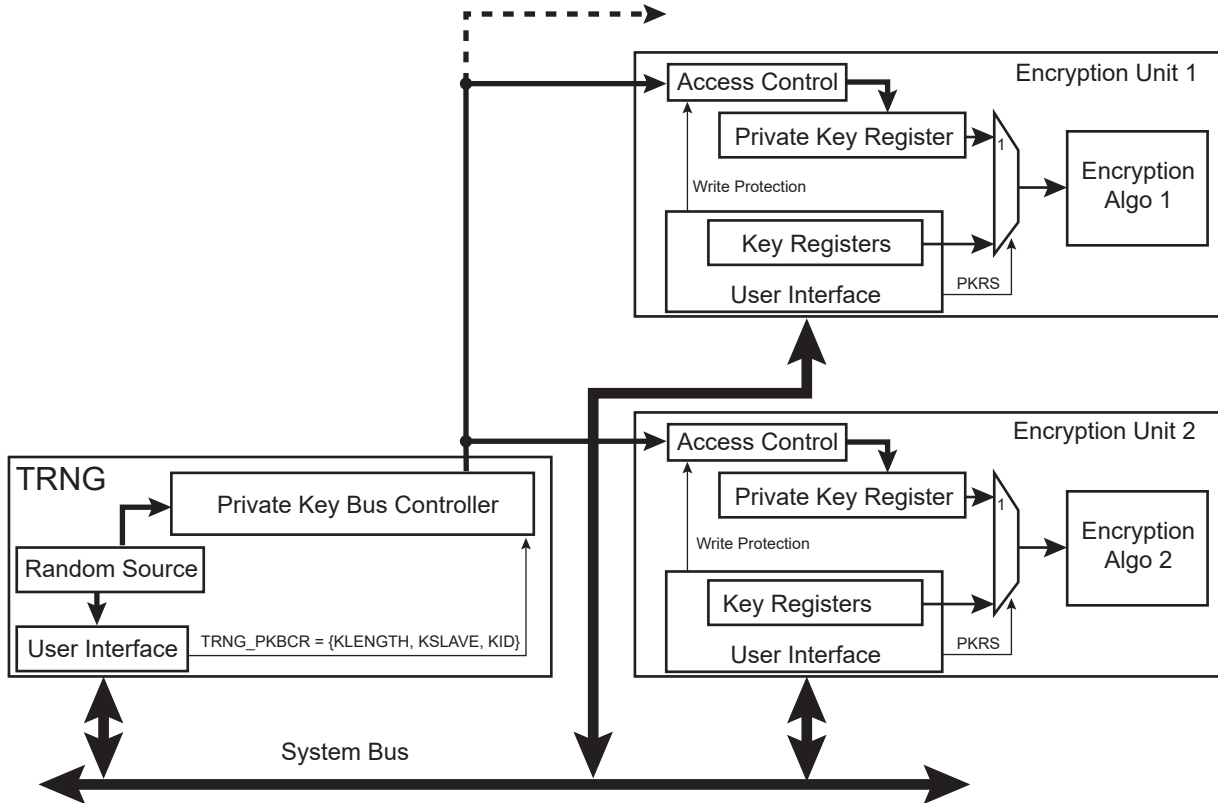 Encryption Unit 1
Access Control
Private Key Register
1
Encryption
Algo 1
Write Protection
Key Registers
User Interface
PKRS
Encryption Unit 2
Access Control
Private Key Register
1
Encryption
Algo 2
Write Protection
Key Registers
User Interface
PKRS
TRNG
Private Key Bus Controller
Random Source
User Interface
TRNG_PKBCR = {KLENGTH, KSLAVE, KID}
System Bus